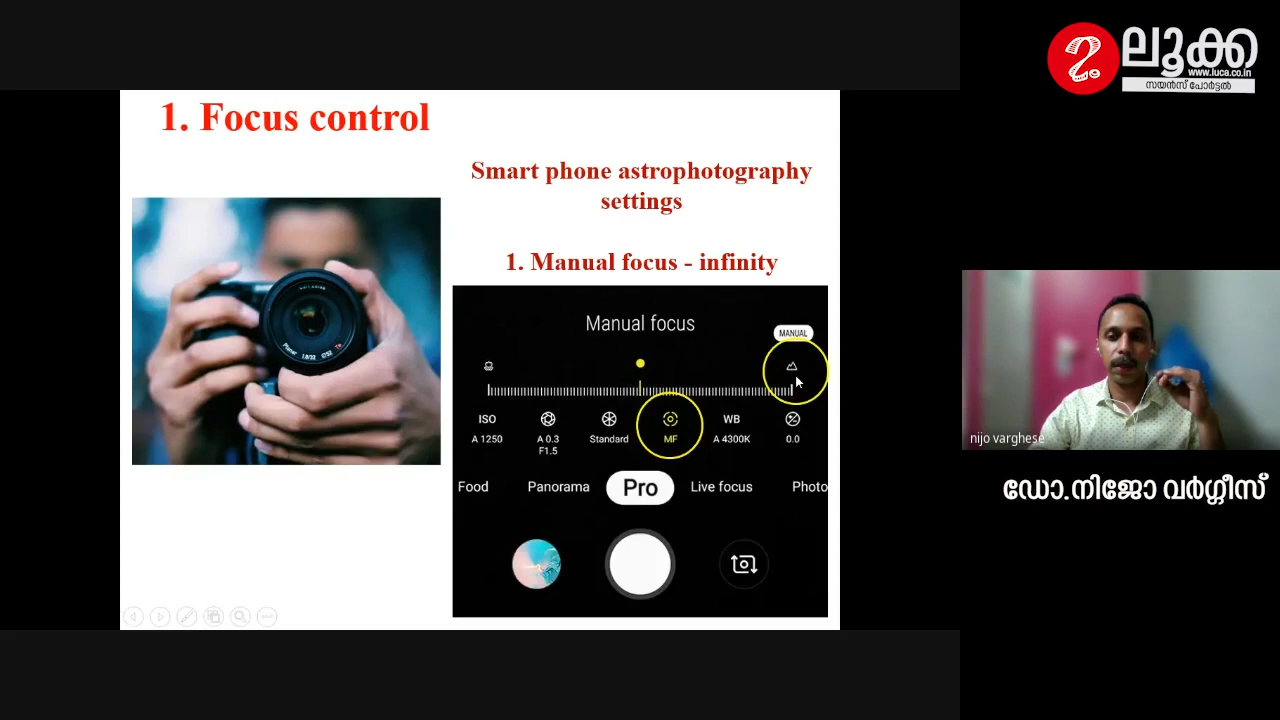 1. Focus control
Smart phone astrophotography
settings
1. Manual focus - infinity
Manual focus
MANUAL
ISO
WB
A 1250
A 0.3
F1.5
Standard
MF
A 4300K
0.0
Food
Panorama
Pro
Live focus
Photo
ലൂക്ക
www.luca.co.in
സയൻസ് പോർട്ടൽ
nijo varghese
ഡോ.നിജോ വർഗ്ഗീസ്